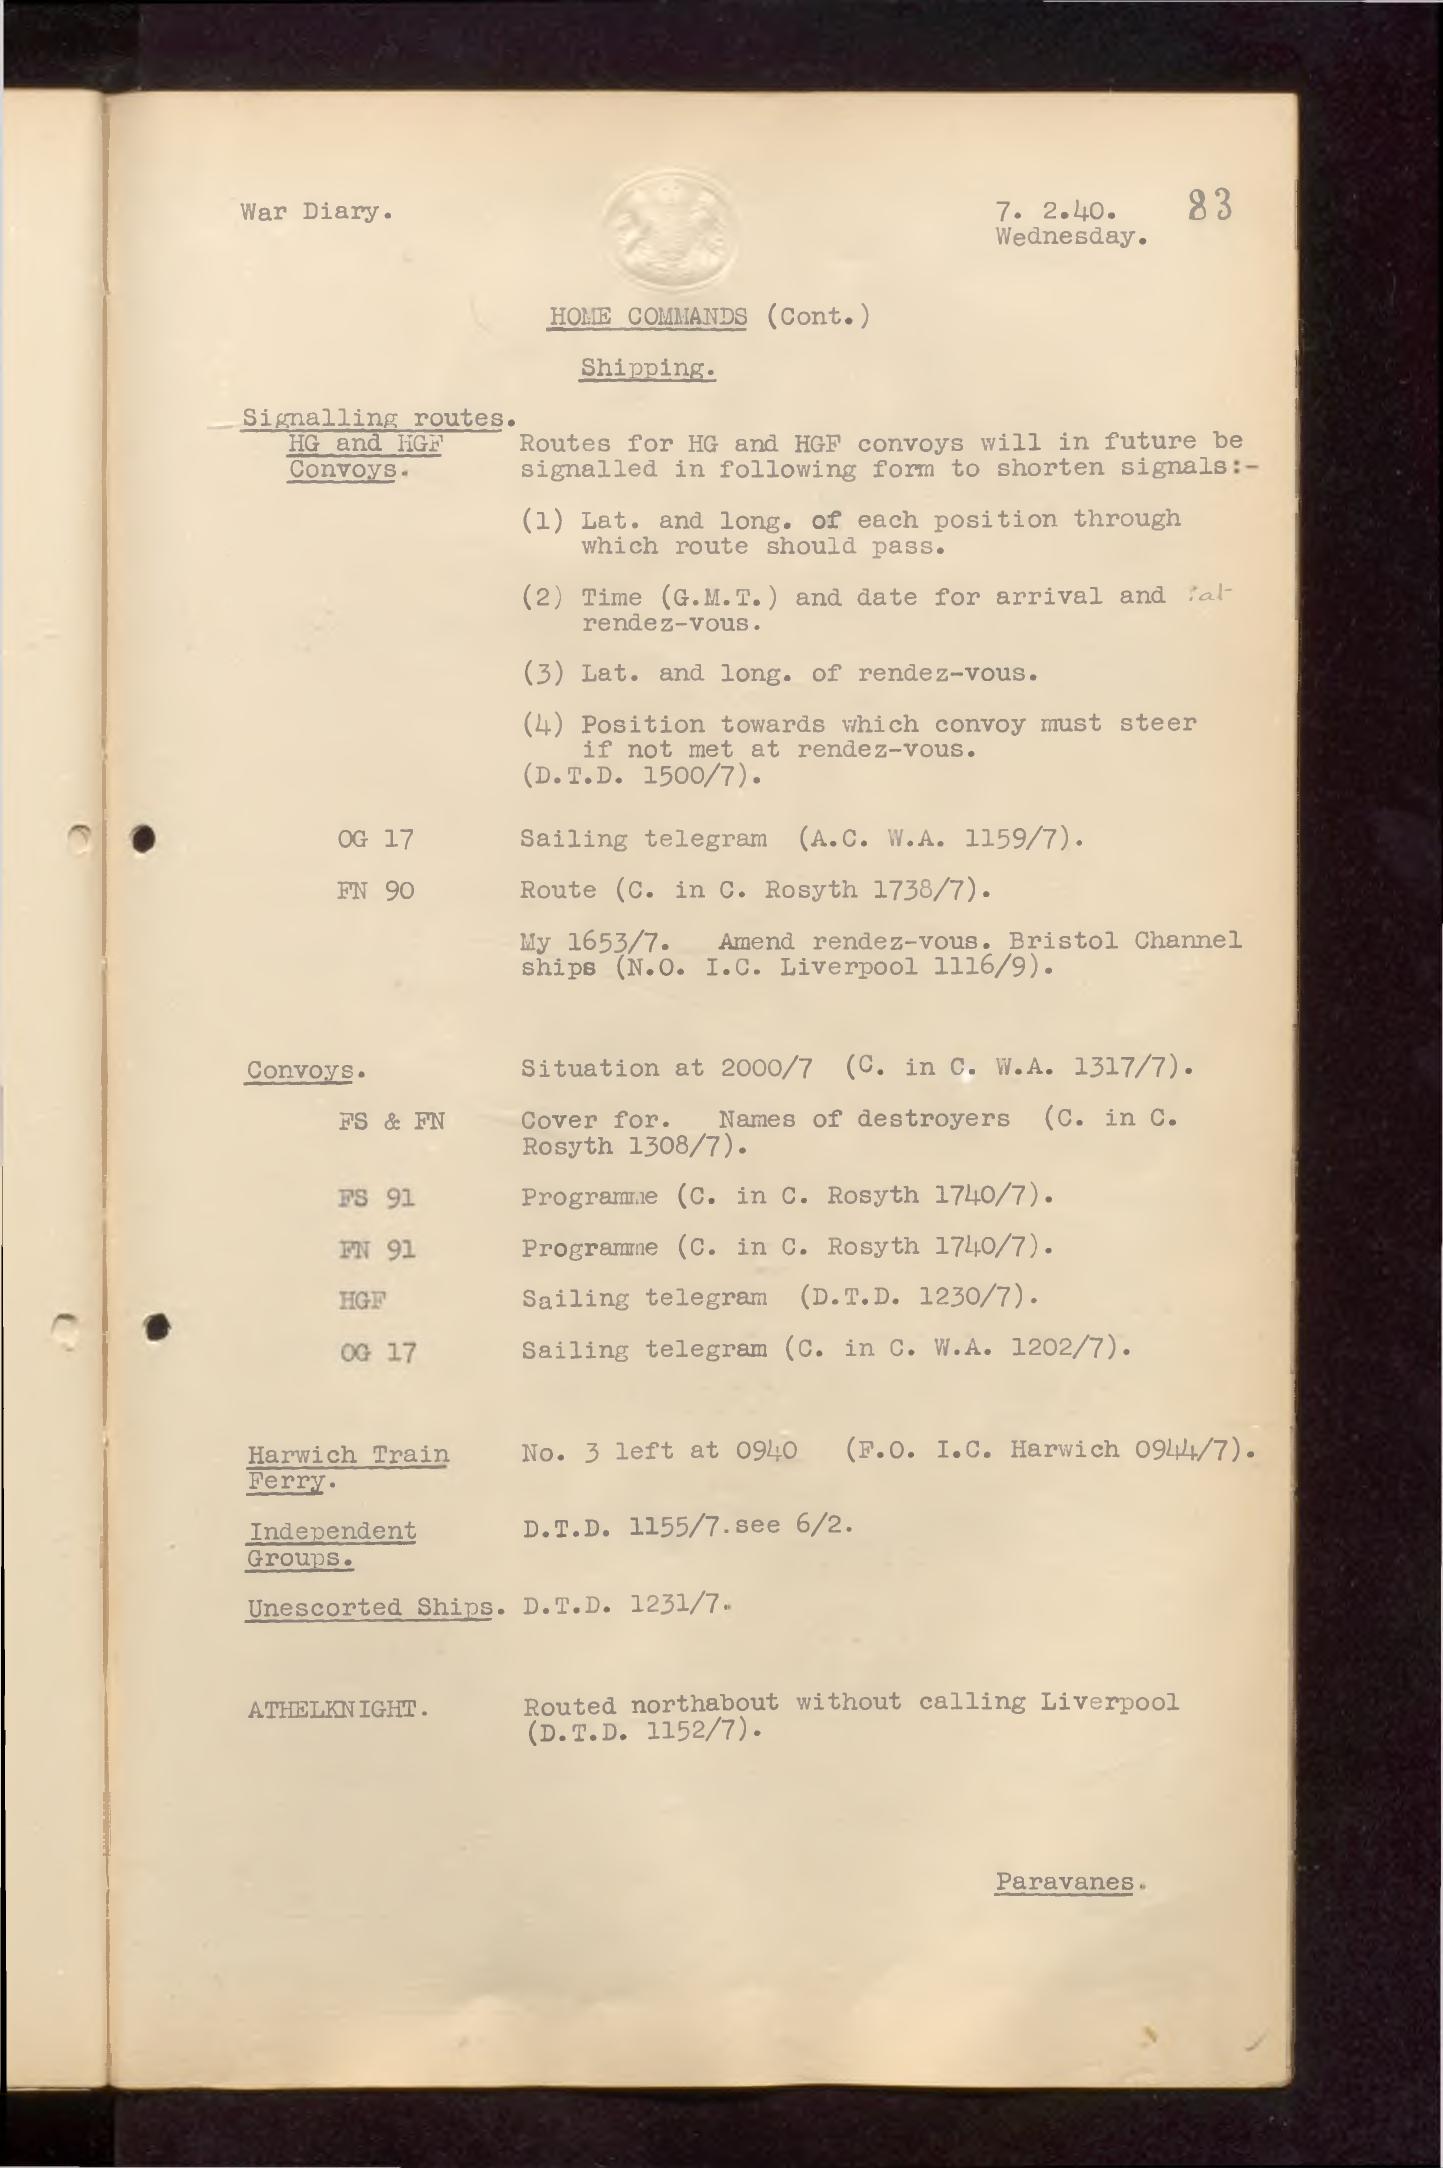 War Diary.
7. 2.40. 83
Wednesday.
HOME COMMANDS (Cont.)
Shipping.
Signalling routes.
HG and HGF Routes for HG and HGF convoys will in future be
Convoys. signalled in following form to shorten signals:-
(1) Lat. and long. of each position through
which route should pass.
(2) Time (G.M.T.) and date for arrival and ?at
rendez-vous.
(3) Lat. and long. of rendez-vous.
(4) Position towards which convoy must steer
if not met at rendez-vous.
(D.T.D. 1500/7).
OG 17 Sailing telegram (A.C. W.A. 1159/7).
FN 90 Route (C. in C. Rosyth 1738/7).
My 1653/7. Amend rendez-vous. Bristol Channel
ships (N.O. I.C. Liverpool 1116/9).
Convoys. Situation at 2000/7 (C. in C. W.A. 1317/7).
FS & FN Cover for. Names of destroyers (C. in C.
Rosyth 1308/7).
FS 91 Programme (C. in C. Rosyth 1740/7).
FN 91 Programme (C. in C. Rosyth 1740/7).
HGF Sailing telegram (D.T.D. 1230/7).
OG 17 Sailing telegram (C. in C. W.A. 1202/7).
Harwich Train No. 3 left at 0940 (F.O. I.C. Harwich 0944/7).
Ferry.
Independent D.T.D. 1155/7.see 6/2.
Groups.
Unescorted Ships. D.T.D. 1231/7.
ATHELKNIGHT. Routed northabout without calling Liverpool
(D.T.D. 1152/7).
Paravanes.